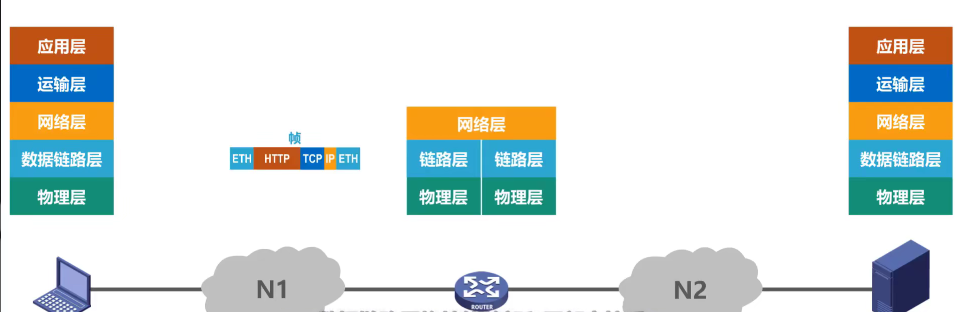 应用层
运输层
网络层
数据链路层
物理层
帧
ETH HTTP TCP IP ETH
网络层
链路层 链路层
物理层 物理层
应用层
运输层
网络层
数据链路层
物理层
N1
ROUTER
N2